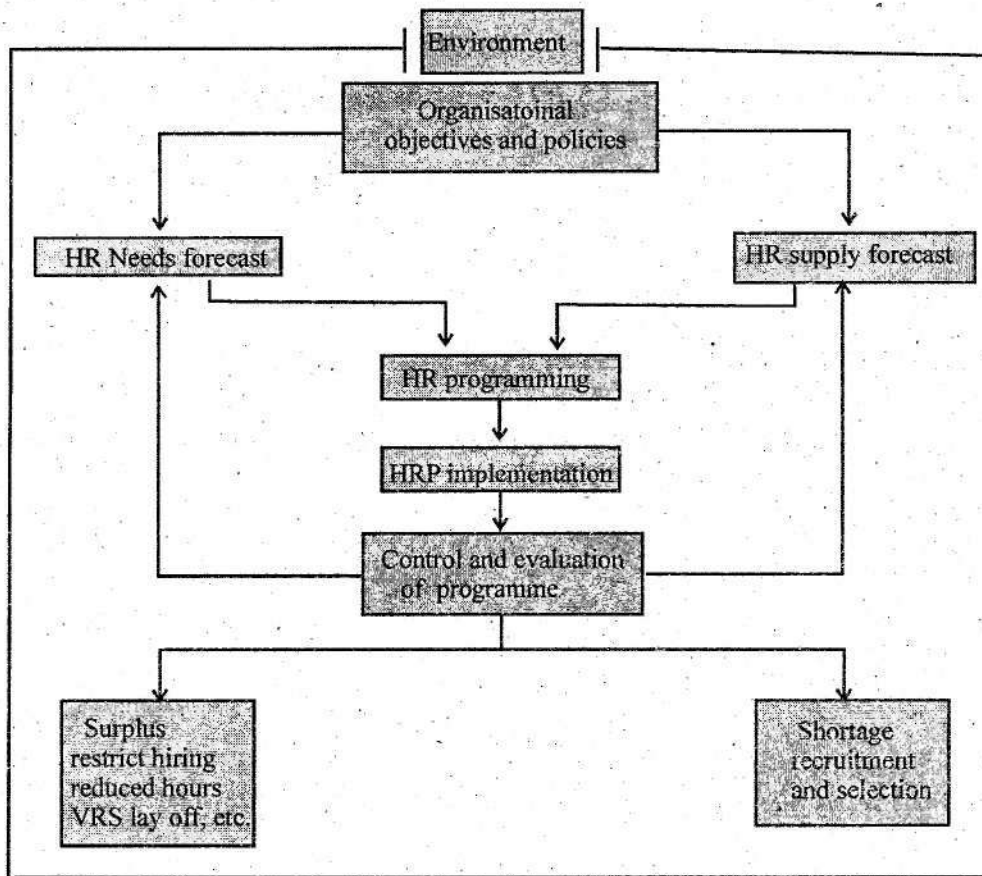 Environment
Organisatoinal
objectives and policies
HR Needs forecast
HR supply forecast
HR programming
HRP implementation
Control and evaluation
of programme
Surplus
restrict hiring
reduced hours
VRS lay off, etc.
Shortage
recruitment
and selection